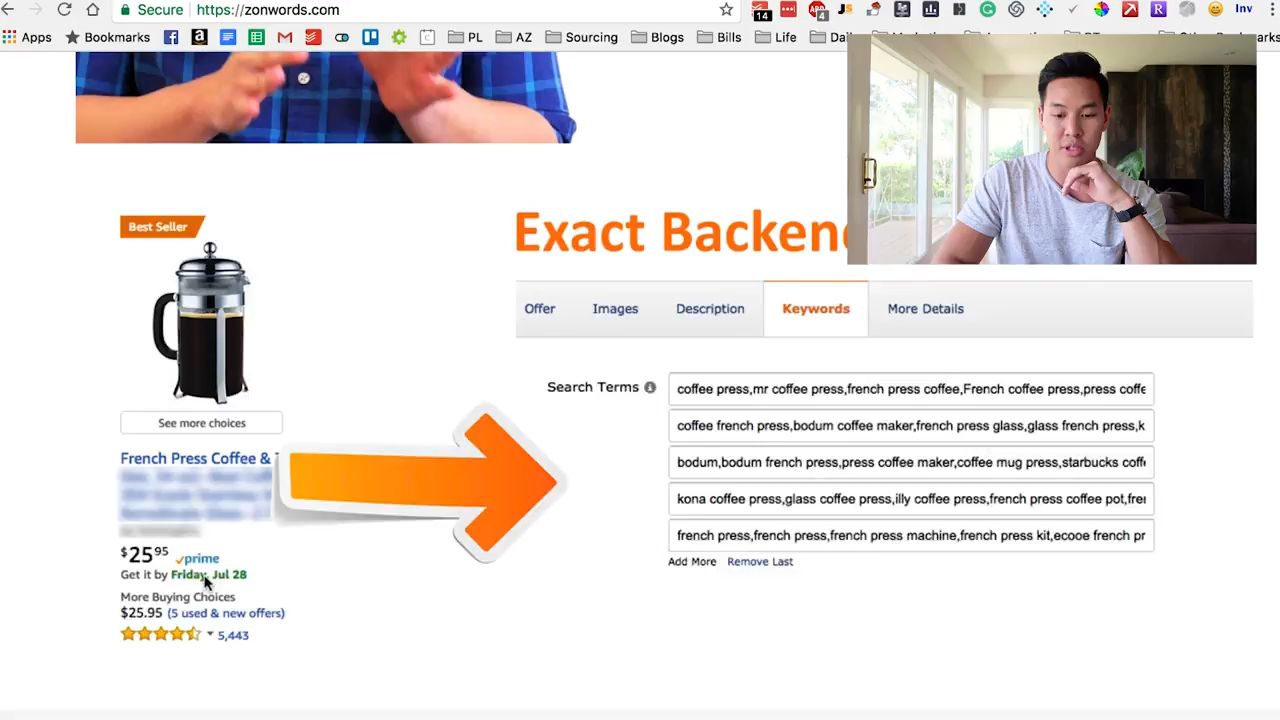 Secure https://zonwords.com
14 4 JS R Inv
Apps Bookmarks PL AZ Sourcing Blogs Bills Life
Best Seller
Exact Backen
Offer Images Description Keywords More Details
Search Terms
coffee press,mr coffee press,french press coffee,French coffee press,press coffe
coffee french press,bodum coffee maker,french press glass,glass french press,k
bodum,bodum french press,press coffee maker,coffee mug press,starbucks coff
kona coffee press,glass coffee press,illy coffee press,french press coffee pot,fre
french press,french press,french press machine,french press kit,ecooe french pr
Add More Remove Last
See more choices
French Press Coffee &
$25 95 prime
Get it by Friday, Jul 28
More Buying Choices
$25.95 (5 used & new offers)
5,443